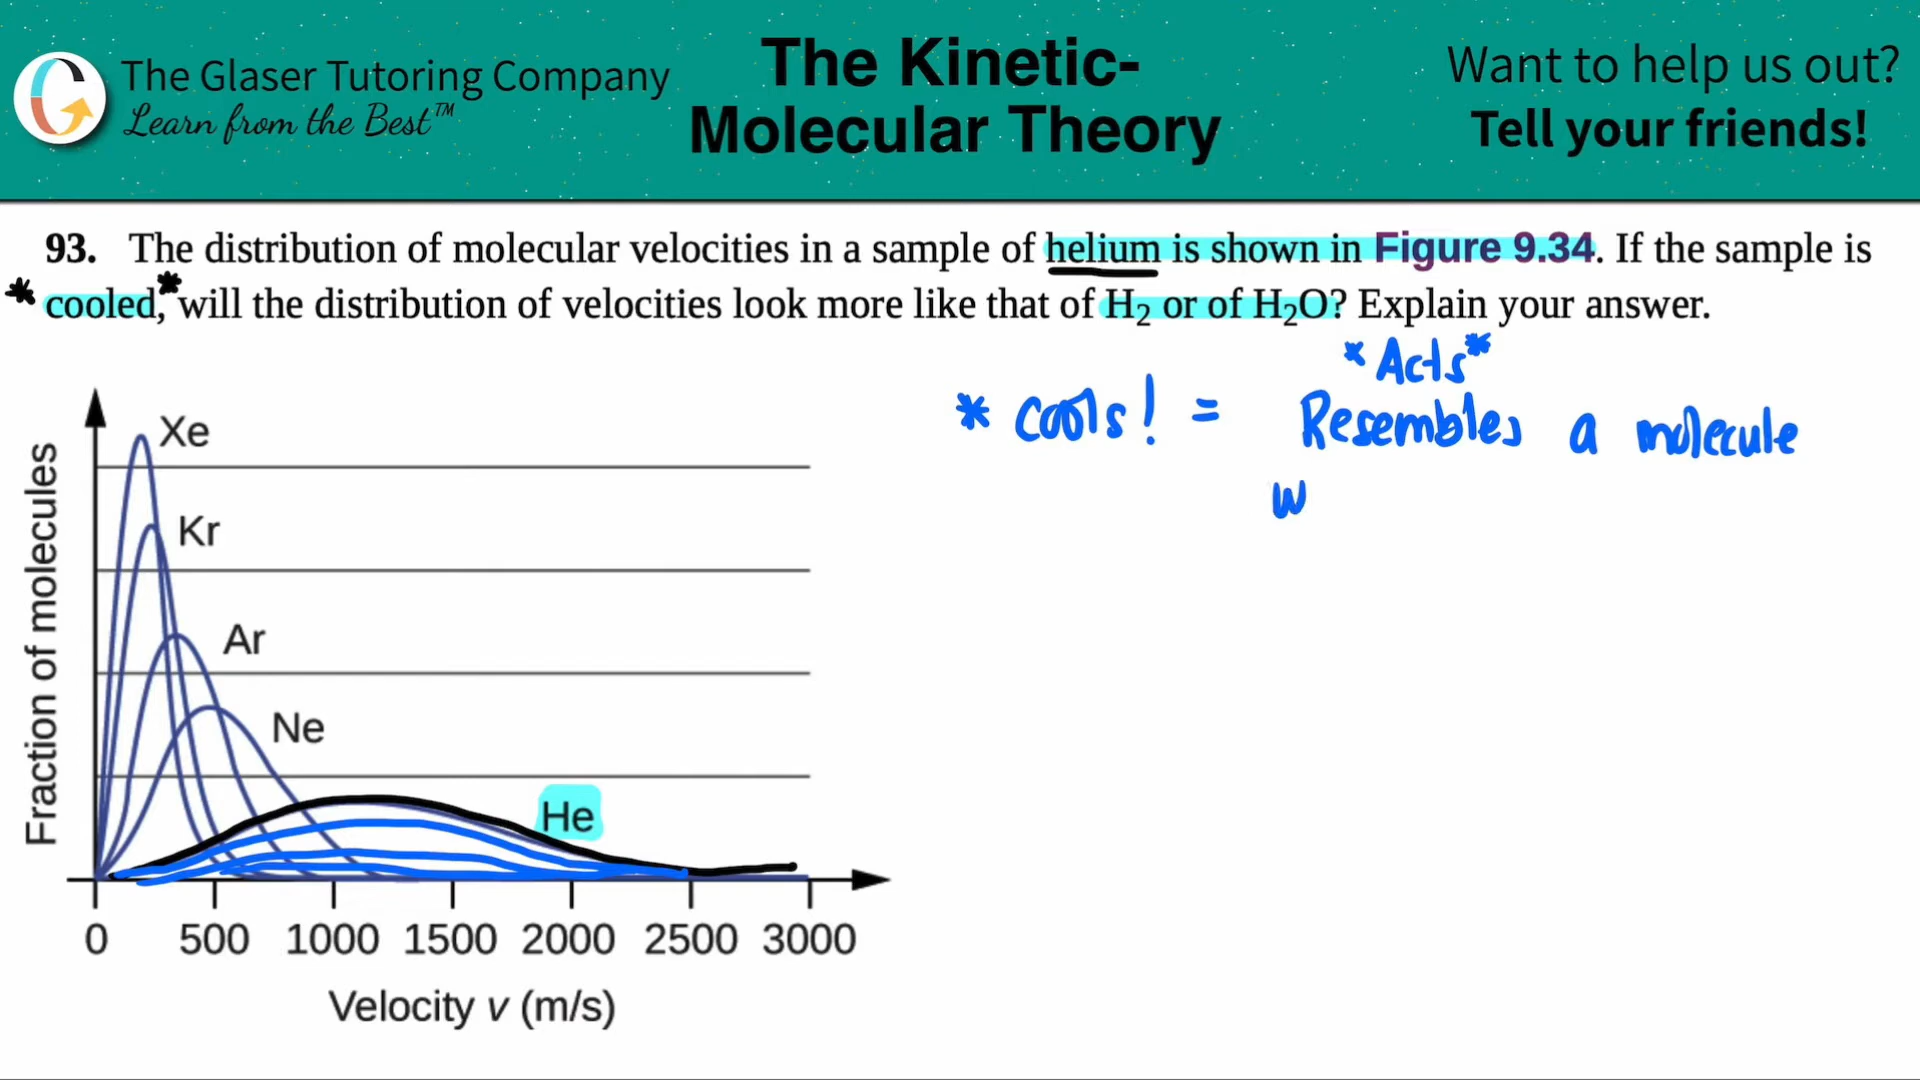 The Glaser Tutoring Company
Learn from the Best™
The Kinetic-
Molecular Theory
Want to help us out?
Tell your friends!
93. The distribution of molecular velocities in a sample of helium is shown in Figure 9.34. If the sample is
*cooled,* will the distribution of velocities look more like that of H₂ or of H₂O? Explain your answer.
*Acts*
* cools! = Resembles a molecule
w
Fraction of molecules
Xe
Kr
Ar
Ne
He
0 500 1000 1500 2000 2500 3000
Velocity v (m/s)